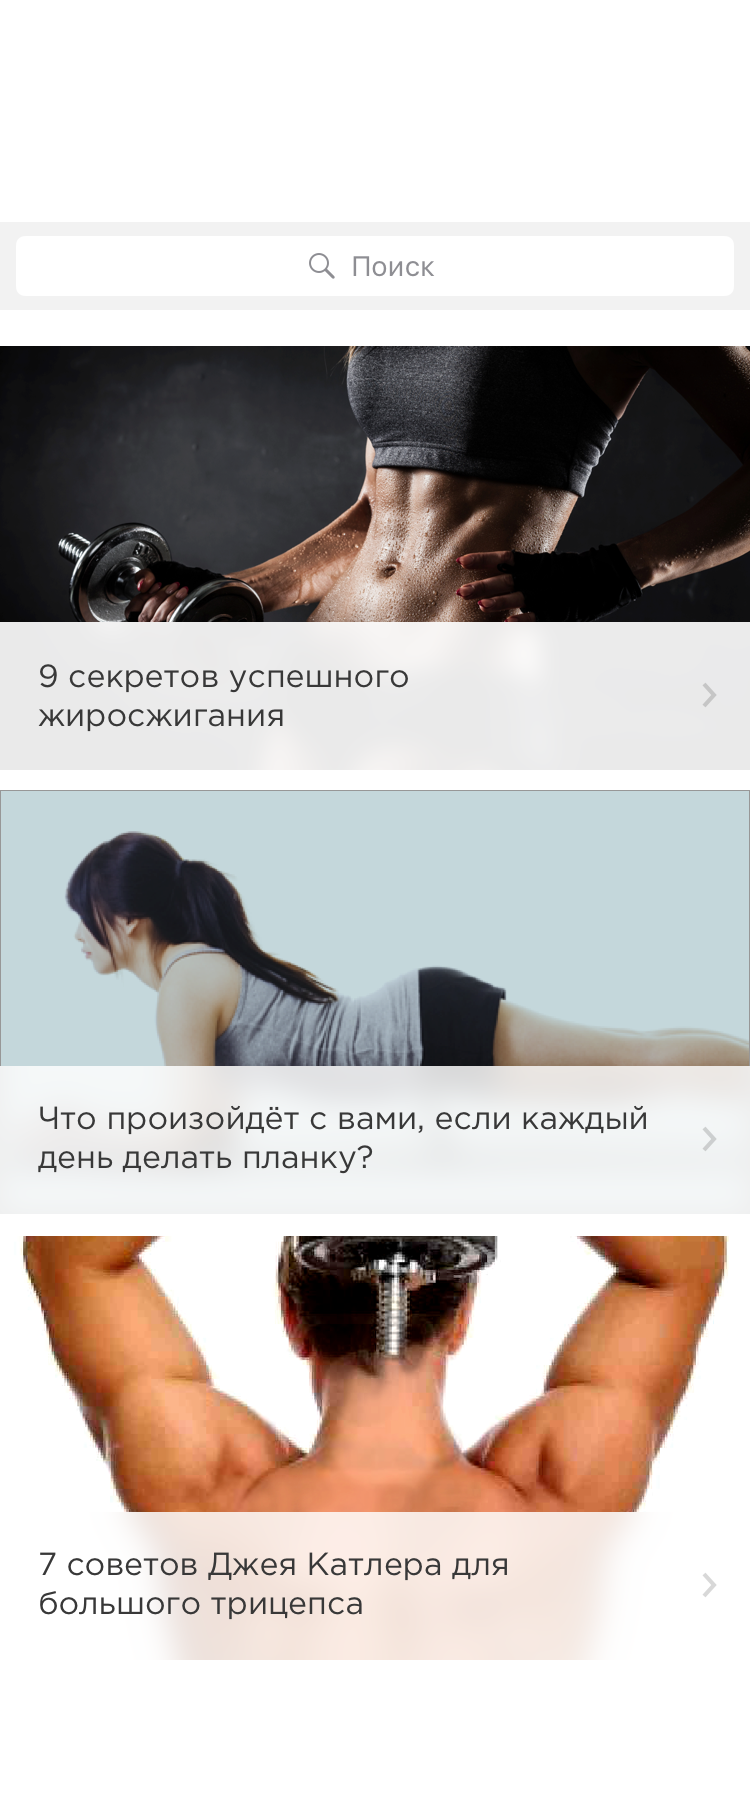 Поиск
9 секретов успешного
жиросжигания
Что произойдёт с вами, если каждый
день делать планку?
7 советов Джея Катлера для
большого трицепса